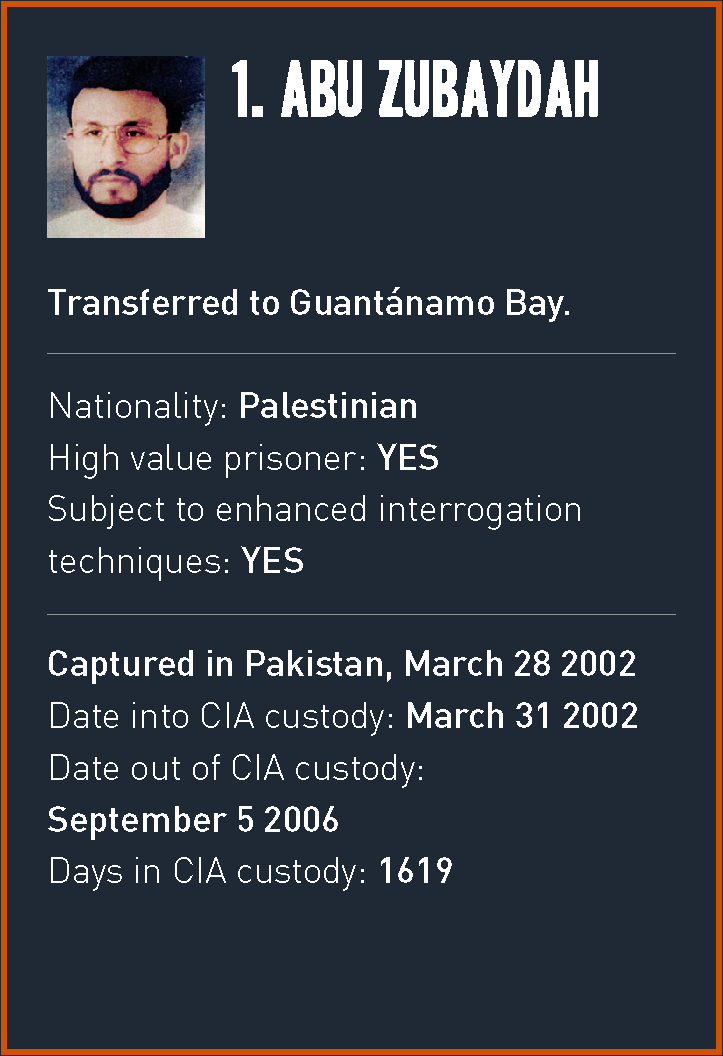 1. ABU ZUBAYDAH
Transferred to Guantánamo Bay.
Nationality: Palestinian
High value prisoner: YES
Subject to enhanced interrogation
techniques: YES
Captured in Pakistan, March 28 2002
Date into CIA custody: March 31 2002
Date out of CIA custody:
September 5 2006
Days in CIA custody: 1619